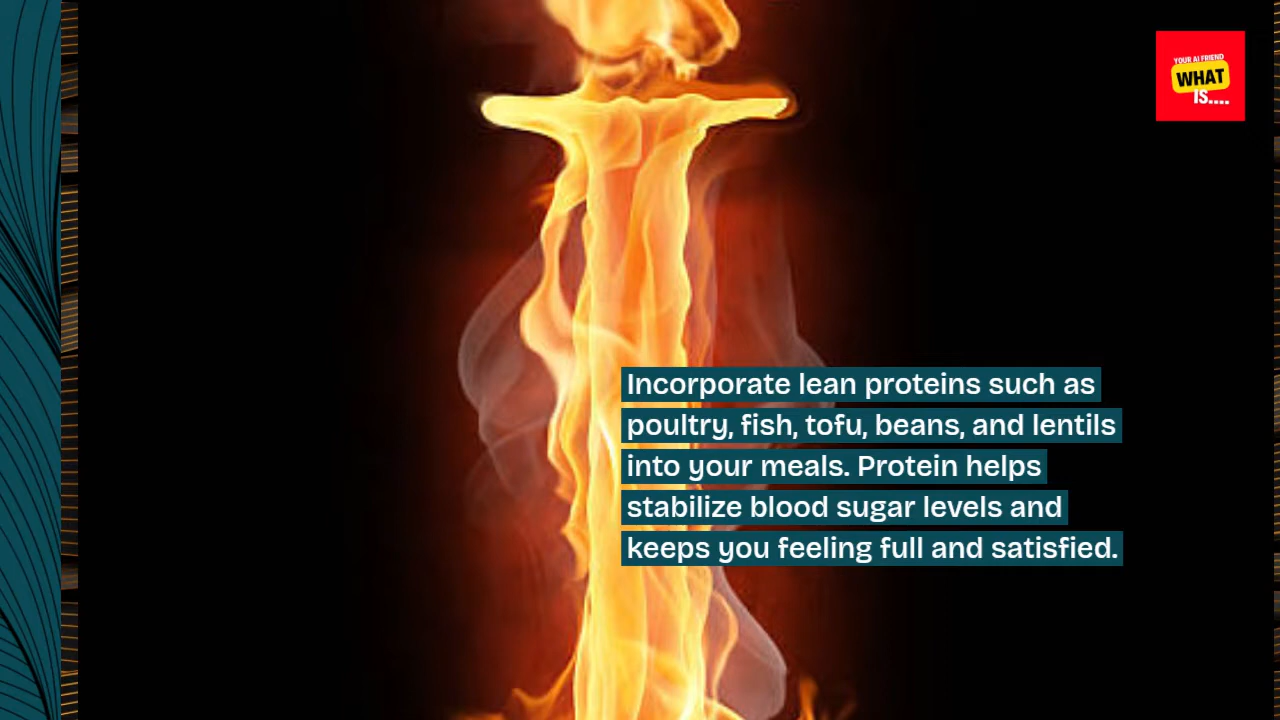 YOUR AI FRIEND
WHAT
IS....
Incorporate lean proteins such as
poultry, fish, tofu, beans, and lentils
into your meals. Protein helps
stabilize blood sugar levels and
keeps you feeling full and satisfied.